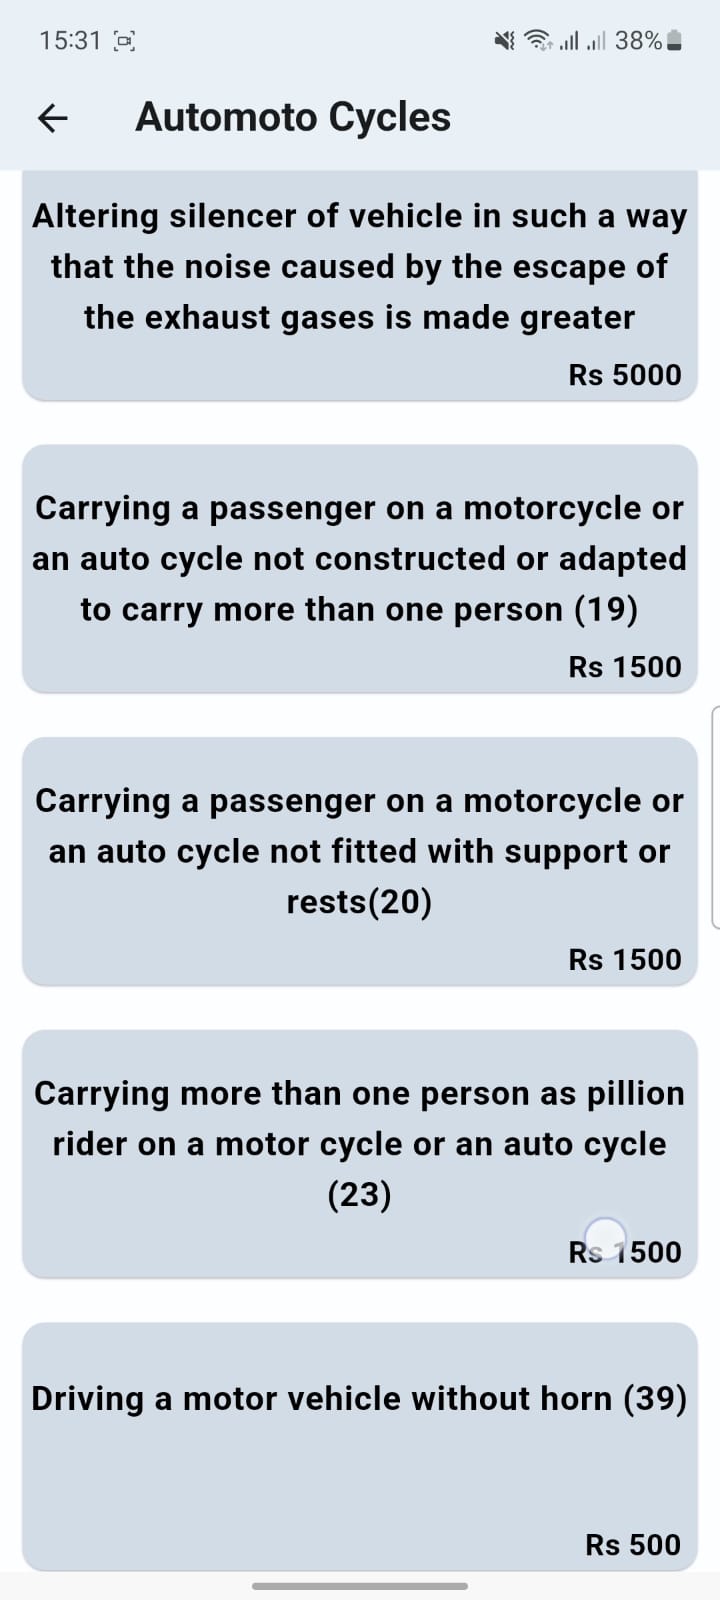 15:31 38%
Automoto Cycles
Altering silencer of vehicle in such a way
that the noise caused by the escape of
the exhaust gases is made greater
Rs 5000
Carrying a passenger on a motorcycle or
an auto cycle not constructed or adapted
to carry more than one person (19)
Rs 1500
Carrying a passenger on a motorcycle or
an auto cycle not fitted with support or
rests(20)
Rs 1500
Carrying more than one person as pillion
rider on a motor cycle or an auto cycle
(23)
Rs 1500
Driving a motor vehicle without horn (39)
Rs 500